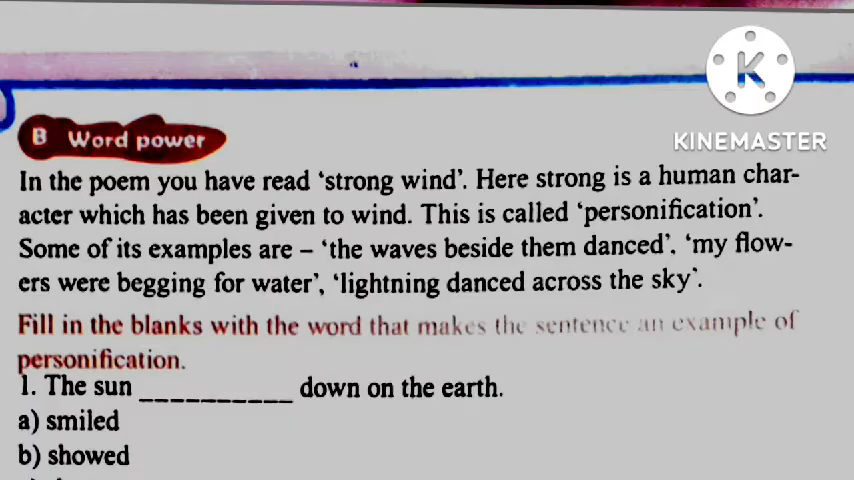 KINEMASTER
B Word power
In the poem you have read ‘strong wind’. Here strong is a human char-
acter which has been given to wind. This is called ‘personification’.
Some of its examples are – ‘the waves beside them danced’, ‘my flow-
ers were begging for water’, ‘lightning danced across the sky’.
Fill in the blanks with the word that makes the sentence an example of
personification.
1. The sun __________ down on the earth.
a) smiled
b) showed